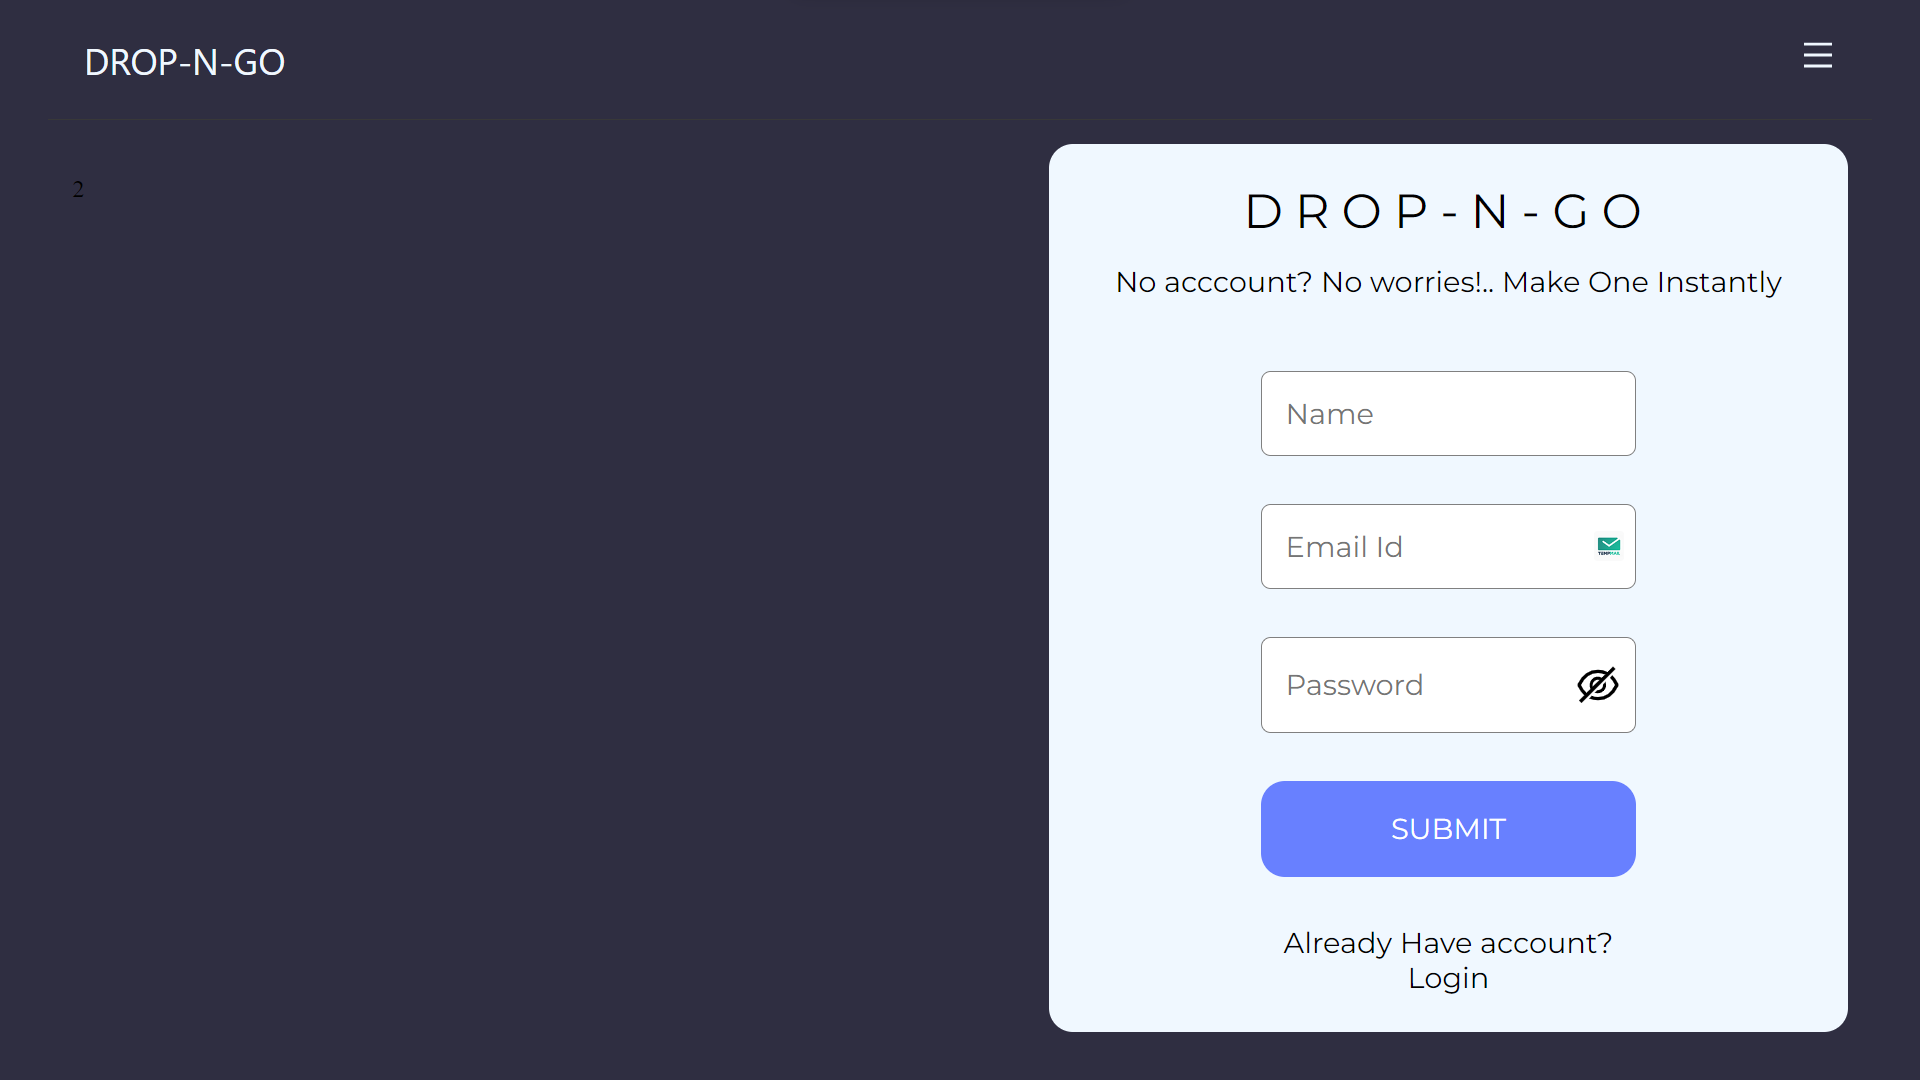 DROP-N-GO
2
DROP-N-GO
No acccount? No worries!.. Make One Instantly
Name
Email Id
Password
SUBMIT
Already Have account?
Login